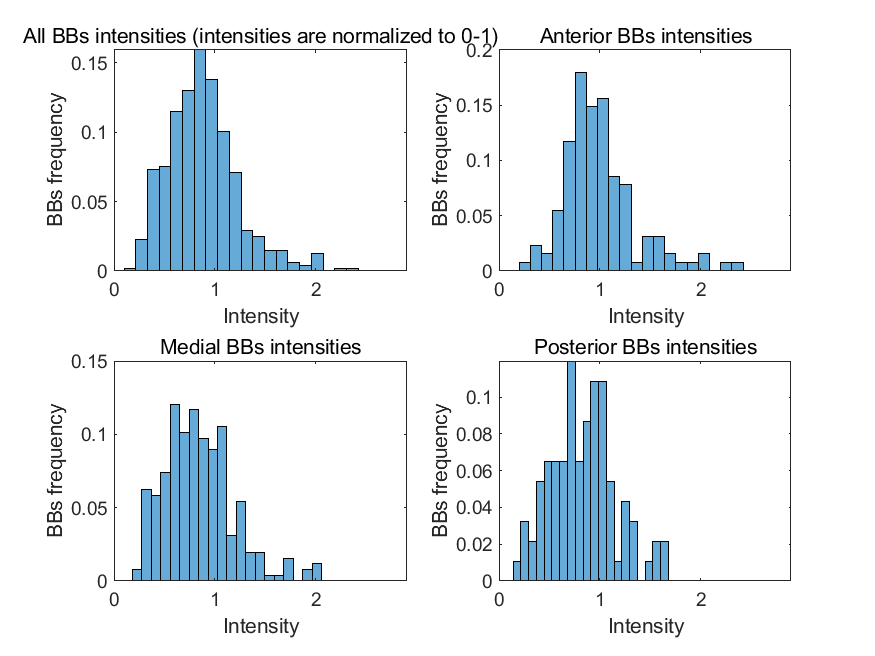 All BBs intensities (intensities are normalized to 0-1)
BBs frequency
0.15
0.1
0.05
0
0
1
2
Intensity
Anterior BBs intensities
BBs frequency
0.2
0.15
0.1
0.05
0
0
1
2
Intensity
Medial BBs intensities
BBs frequency
0.15
0.1
0.05
0
0
1
2
Intensity
Posterior BBs intensities
BBs frequency
0.1
0.08
0.06
0.04
0.02
0
0
1
2
Intensity